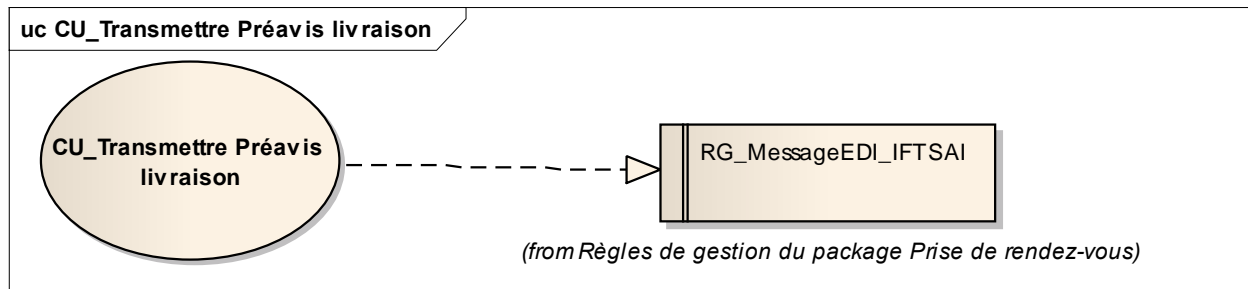 uc CU_Transmettre Préavis livraison
CU_Transmettre Préavis
livraison
RG_MessageEDI_IFTSAI
(from Règles de gestion du package Prise de rendez-vous)